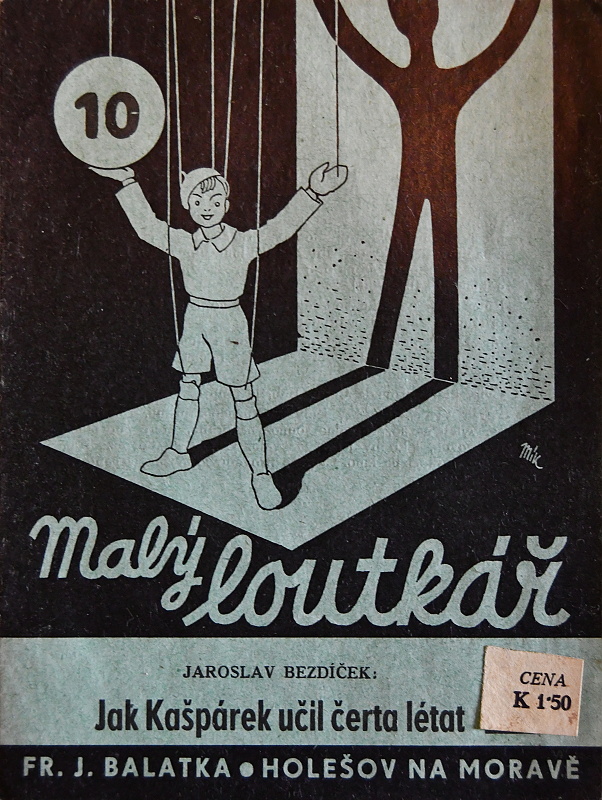 10
Mik
Malý
loutkář
JAROSLAV BEZDÍČEK:
Jak Kašpárek učil čerta létat
CENA
K 1·50
FR. J. BALATKA ● HOLEŠOV NA MORAVĚ